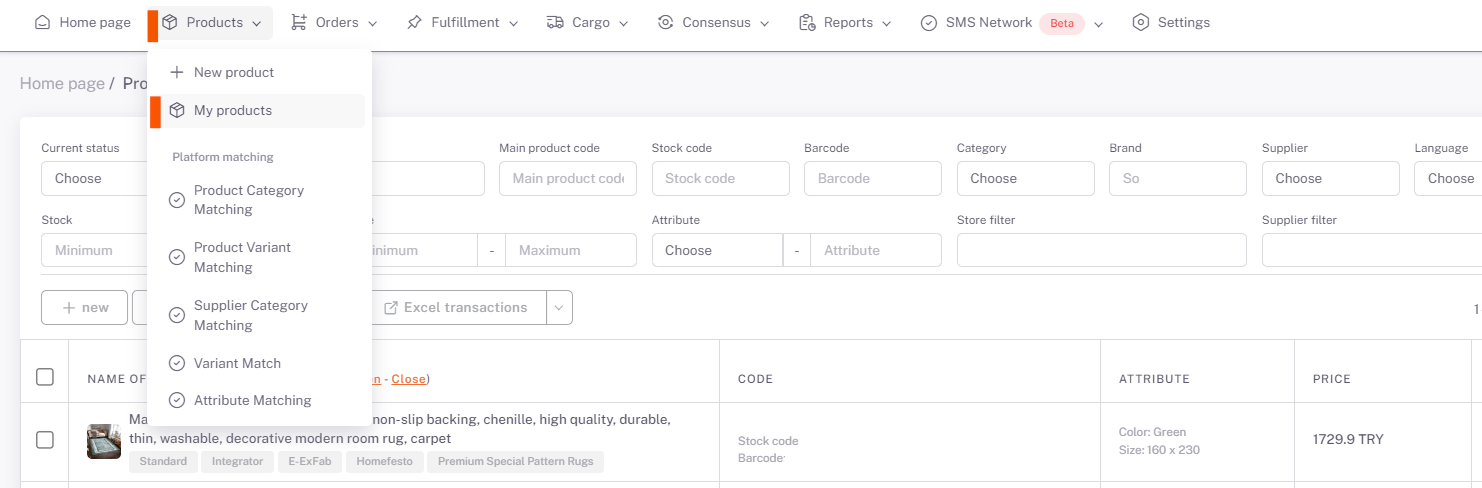 Home page
Products
Orders
Fulfillment
Cargo
Consensus
Reports
SMS Network Beta
Settings
New product
My products
Platform matching
Product Category
Matching
Product Variant
Matching
Supplier Category
Matching
Variant Match
Attribute Matching
Home page / Pro
Current status
Choose
Main product code
Main product code
Stock code
Stock code
Barcode
Barcode
Category
Choose
Brand
So
Supplier
Choose
Language
Choose
Stock
Minimum
- Maximum
Attribute
Choose
- Attribute
Store filter
Supplier filter
+ new
Excel transactions
1
NAME OF
- Close)
CODE
ATTRIBUTE
PRICE
non-slip backing, chenille, high quality, durable,
thin, washable, decorative modern room rug, carpet
Standard Integrator E-ExFab Homefesto Premium Special Pattern Rugs
Stock code
Barcode
Color: Green
Size: 160 x 230
1729.9 TRY